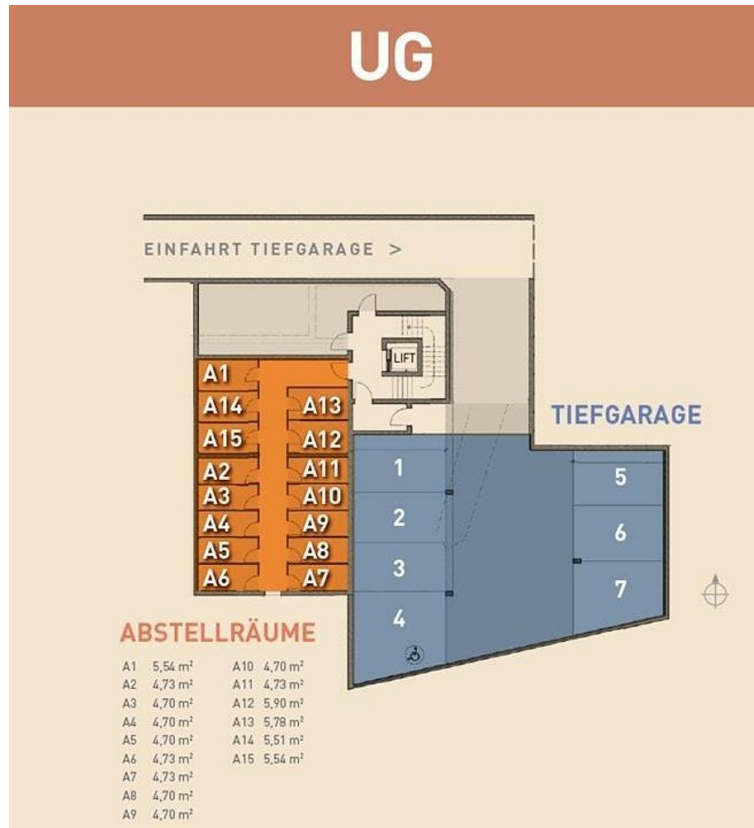 UG
EINFAHRT TIEFGARAGE >
LIFT
A1
A14
A13
A15
A12
A2
A11
A3
A10
A4
A9
A5
A8
A6
A7
TIEFGARAGE
1
2
3
4
5
6
7
ABSTELLRÄUME
A1 5,54 m²
A2 4,73 m²
A3 4,70 m²
A4 4,70 m²
A5 4,70 m²
A6 4,73 m²
A7 4,73 m²
A8 4,70 m²
A9 4,70 m²
A10 4,70 m²
A11 4,73 m²
A12 5,90 m²
A13 5,78 m²
A14 5,51 m²
A15 5,54 m²